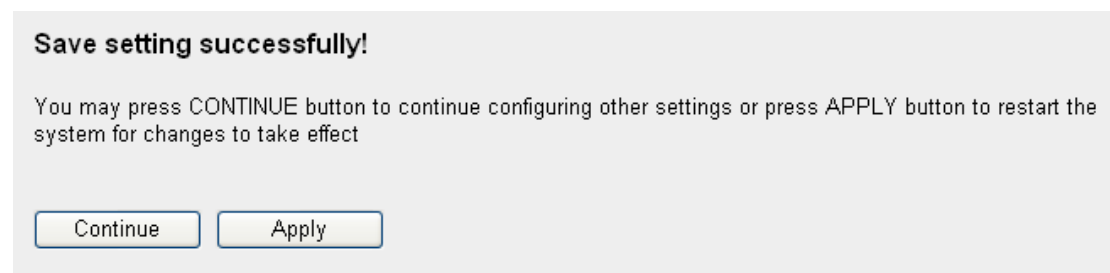 Save setting successfully!
You may press CONTINUE button to continue configuring other settings or press APPLY button to restart the
system for changes to take effect
Continue
Apply